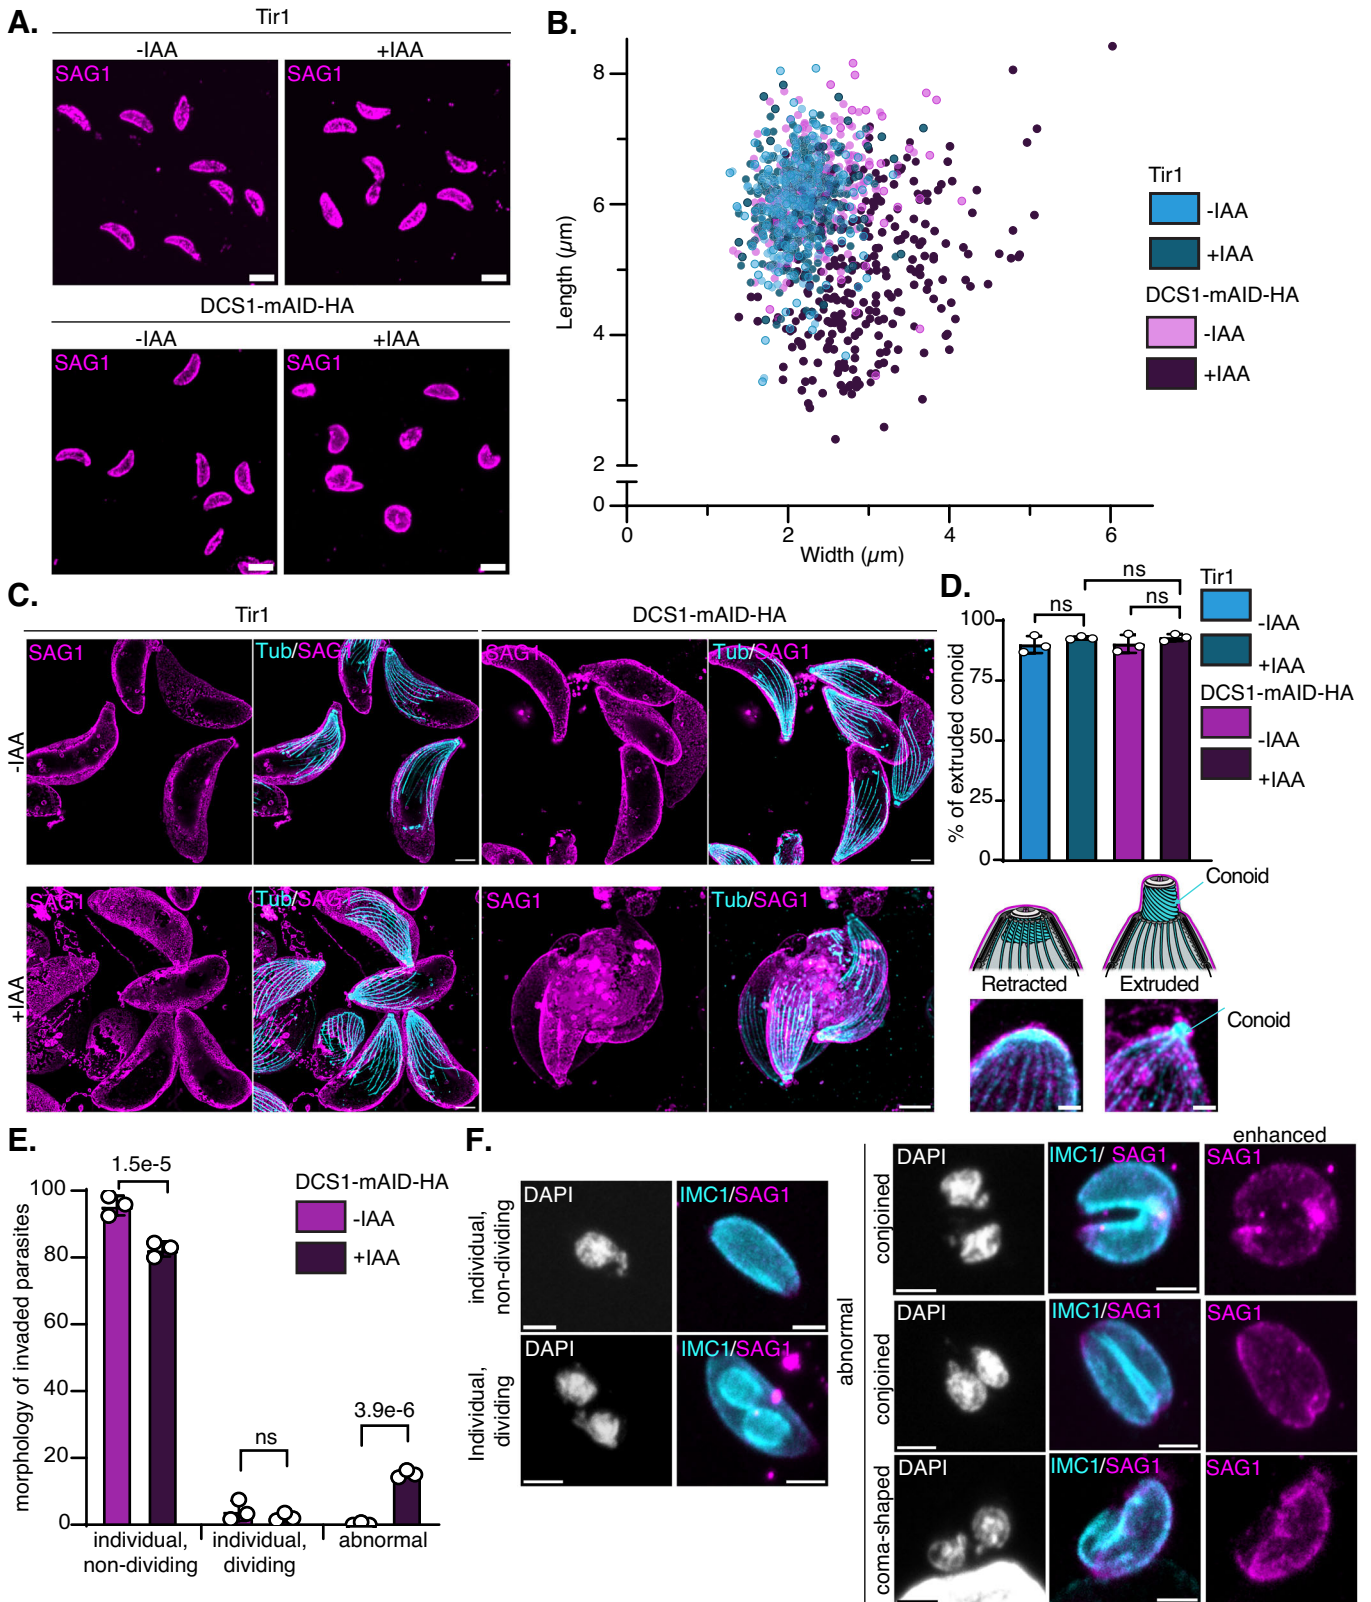 A.
Tir1
-IAA
+IAA
SAG1
SAG1
DCS1-mAID-HA
-IAA
+IAA
SAG1
SAG1
B.
8
6
4
2
0
Length (µm)
0
2
4
6
Width (µm)
Tir1
-IAA
+IAA
DCS1-mAID-HA
-IAA
+IAA
C.
Tir1
DCS1-mAID-HA
-IAA
SAG1
Tub/SAG1
SAG1
Tub/SAG1
+IAA
SAG1
Tub/SAG1
SAG1
Tub/SAG1
D.
ns
ns
ns
100
75
50
25
0
% of extruded conoid
Tir1
-IAA
+IAA
DCS1-mAID-HA
-IAA
+IAA
Conoid
Retracted
Extruded
Conoid
E.
1.5e-5
ns
3.9e-6
100
80
60
40
20
0
morphology of invaded parasites
individual,
non-dividing
individual,
dividing
abnormal
DCS1-mAID-HA
-IAA
+IAA
F.
individual,
non-dividing
DAPI
IMC1/SAG1
Individual,
dividing
DAPI
IMC1/SAG1
abnormal
enhanced
conjoined
DAPI
IMC1/SAG1
SAG1
conjoined
DAPI
IMC1/SAG1
SAG1
coma-shaped
DAPI
IMC1/SAG1
SAG1